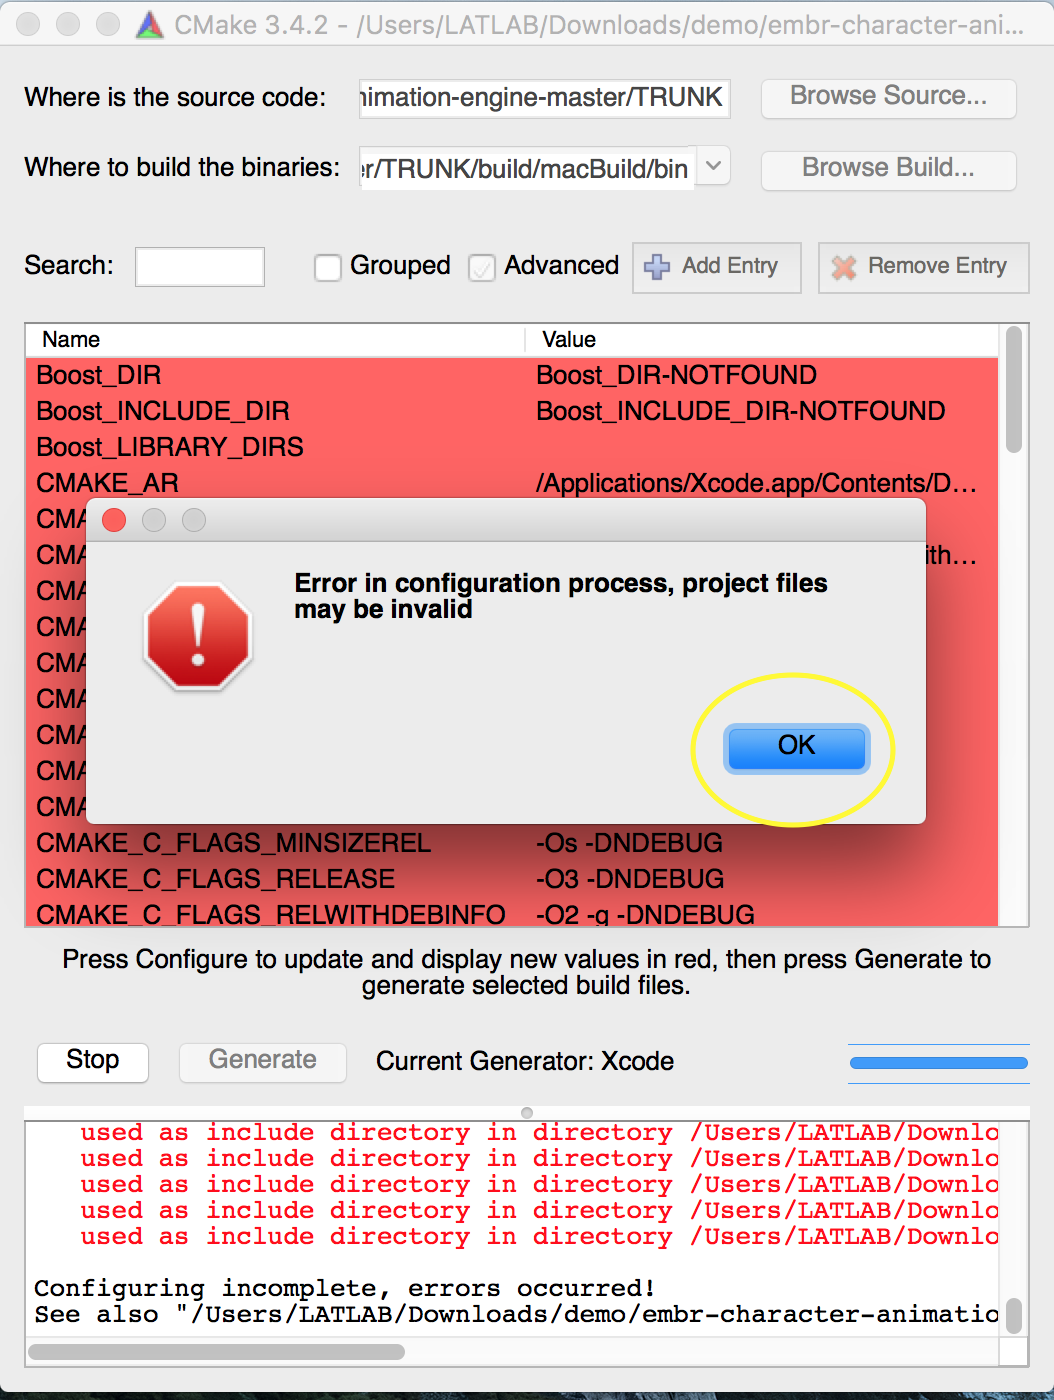 CMake 3.4.2 - /Users/LATLAB/Downloads/demo/embr-character-ani...
Where is the source code:
nimation-engine-master/TRUNK
Browse Source...
Where to build the binaries:
er/TRUNK/build/macBuild/bin
Browse Build...
Search:
Grouped
Advanced
Add Entry
Remove Entry
Name Value
Boost_DIR Boost_DIR-NOTFOUND
Boost_INCLUDE_DIR Boost_INCLUDE_DIR-NOTFOUND
Boost_LIBRARY_DIRS
CMAKE_AR /Applications/Xcode.app/Contents/D...
CMA
CMA ith...
CMA
CMA
CMA
CMA
CMA
CMA
CMA
Error in configuration process, project files
may be invalid
OK
CMAKE_C_FLAGS_MINSIZEREL -Os -DNDEBUG
CMAKE_C_FLAGS_RELEASE -O3 -DNDEBUG
CMAKE_C_FLAGS_RELWITHDEBINFO -O2 -g -DNDEBUG
Press Configure to update and display new values in red, then press Generate to
generate selected build files.
Stop
Generate
Current Generator: Xcode
used as include directory in directory /Users/LATLAB/Downlo
used as include directory in directory /Users/LATLAB/Downlo
used as include directory in directory /Users/LATLAB/Downlo
used as include directory in directory /Users/LATLAB/Downlo
used as include directory in directory /Users/LATLAB/Downlo
Configuring incomplete, errors occurred!
See also "/Users/LATLAB/Downloads/demo/embr-character-animatio